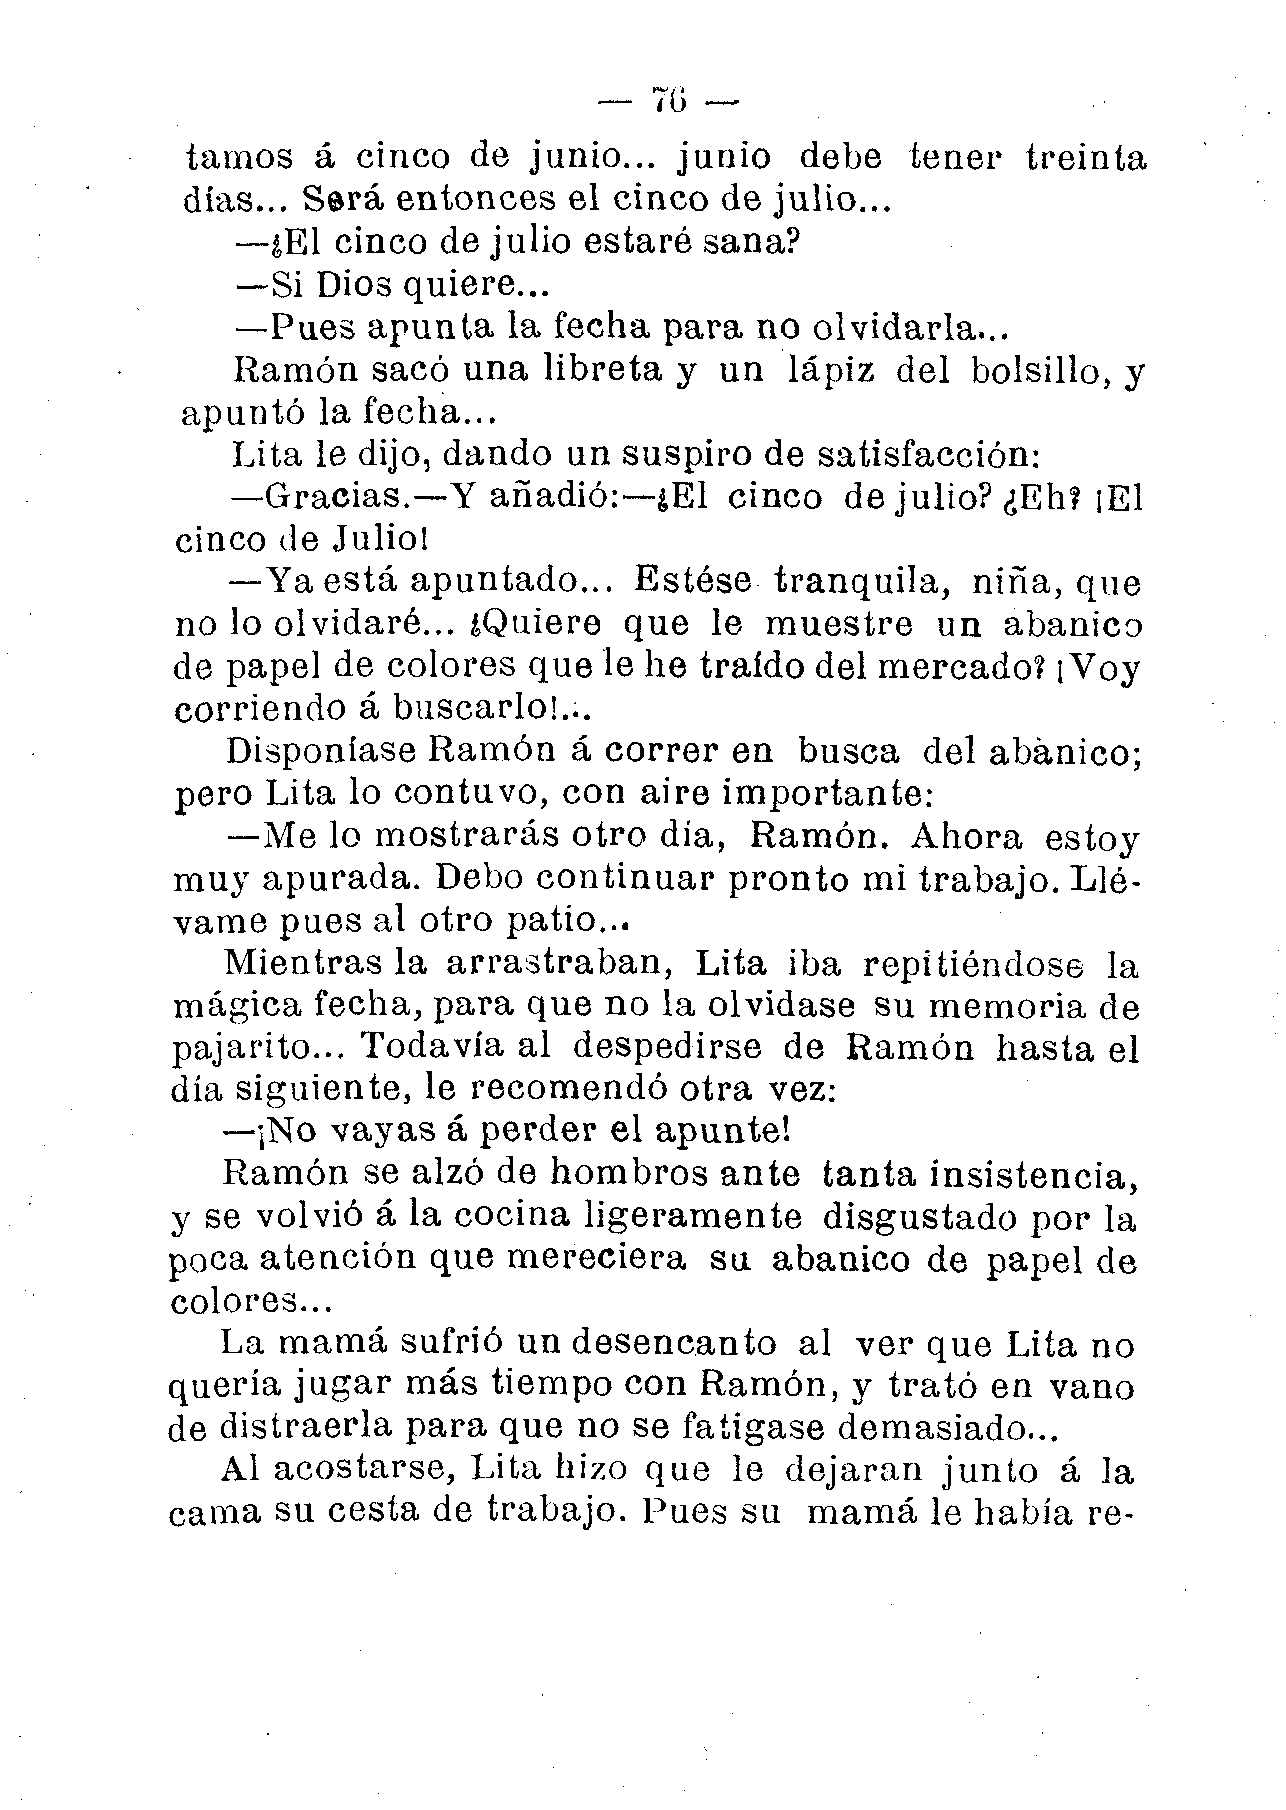 — 76 —
tamos á cinco de junio... junio debe tener treinta
días... Será entonces el cinco de julio...
—¿El cinco de julio estaré sana?
—Si Dios quiere...
—Pues apunta la fecha para no olvidarla...
Ramón sacó una libreta y un lápiz del bolsillo, y
apuntó la fecha...
Lita le dijo, dando un suspiro de satisfacción:
—Gracias.—Y añadió:—¿El cinco de julio? ¿Eh? ¡El
cinco de Julio!
—Ya está apuntado... Estése tranquila, niña, que
no lo olvidaré... ¿Quiere que le muestre un abanico
de papel de colores que le he traído del mercado? ¡Voy
corriendo á buscarlo!...
Disponíase Ramón á correr en busca del abanico;
pero Lita lo contuvo, con aire importante:
—Me lo mostrarás otro día, Ramón. Ahora estoy
muy apurada. Debo continuar pronto mi trabajo. Llé-
vame pues al otro patio...
Mientras la arrastraban, Lita iba repitiéndose la
mágica fecha, para que no la olvidase su memoria de
pajarito... Todavía al despedirse de Ramón hasta el
día siguiente, le recomendó otra vez:
—¡No vayas á perder el apunte!
Ramón se alzó de hombros ante tanta insistencia,
y se volvió á la cocina ligeramente disgustado por la
poca atención que mereciera su abanico de papel de
colores...
La mamá sufrió un desencanto al ver que Lita no
quería jugar más tiempo con Ramón, y trató en vano
de distraerla para que no se fatigase demasiado...
Al acostarse, Lita hizo que le dejaran junto á la
cama su cesta de trabajo. Pues su mamá le había re-